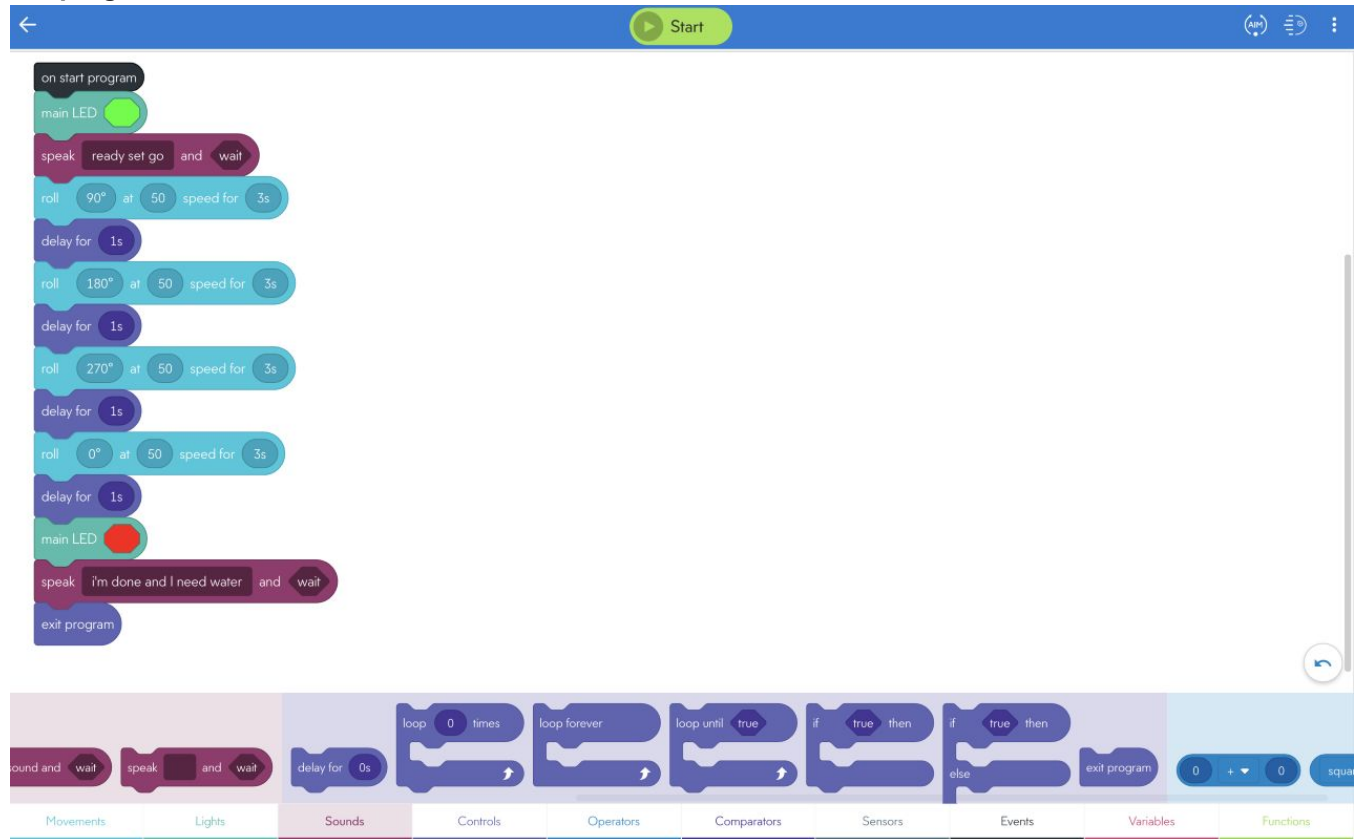 Start
AIM
on start program
main LED
speak ready set go and wait
roll 90° at 50 speed for 3s
delay for 1s
roll 180° at 50 speed for 3s
delay for 1s
roll 270° at 50 speed for 3s
delay for 1s
roll 0° at 50 speed for 3s
delay for 1s
main LED
speak i'm done and I need water and wait
exit program
loop 0 times loop forever loop until true if true then if true then
ound and wait speak and wait delay for 0s else exit program 0 + 0 squa
Movements Lights Sounds Controls Operators Comparators Sensors Events Variables Functions